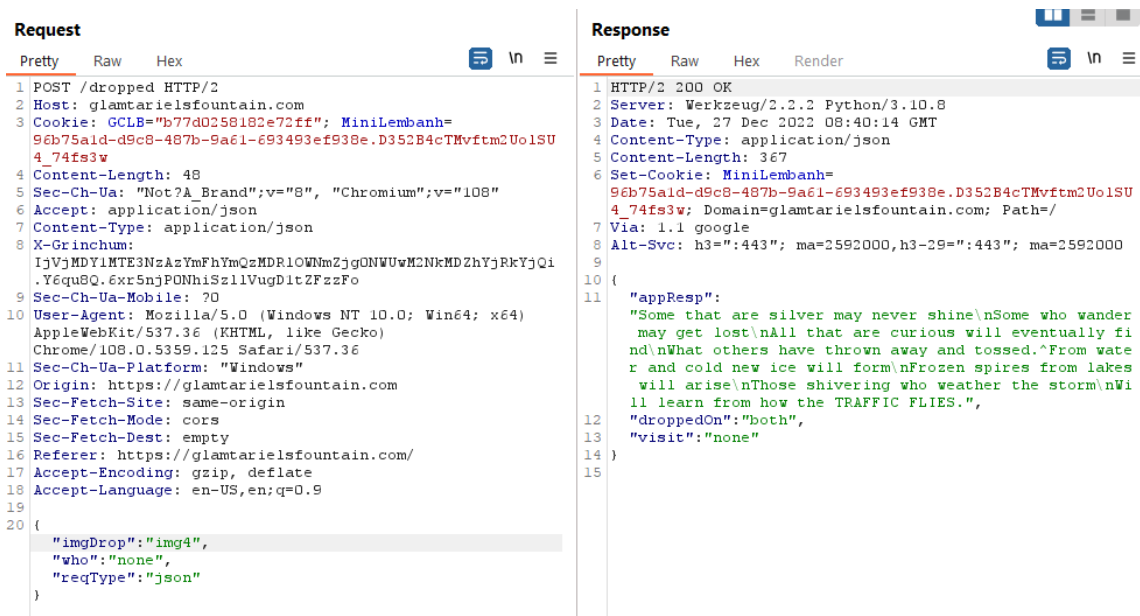 Request
Pretty Raw Hex \n
1 POST /dropped HTTP/2
2 Host: glamtarielsfountain.com
3 Cookie: GCLB="b77d0258182e72ff"; MiniLembanh=
96b75a1d-d9c8-487b-9a61-693493ef938e.D352B4cTMvftm2UolSU
4_74fs3w
4 Content-Length: 48
5 Sec-Ch-Ua: "Not?A_Brand";v="8", "Chromium";v="108"
6 Accept: application/json
7 Content-Type: application/json
8 X-Grinchum:
IjVjMDY1MTE3NzAzYmFhYmQzMDRlOWNmZjg0NWUwM2NkMDZhYjRkYjQi
.Y6qu8Q.6xr5njPONhiSzllVugD1tZFzzFo
9 Sec-Ch-Ua-Mobile: ?0
10 User-Agent: Mozilla/5.0 (Windows NT 10.0; Win64; x64)
AppleWebKit/537.36 (KHTML, like Gecko)
Chrome/108.0.5359.125 Safari/537.36
11 Sec-Ch-Ua-Platform: "Windows"
12 Origin: https://glamtarielsfountain.com
13 Sec-Fetch-Site: same-origin
14 Sec-Fetch-Mode: cors
15 Sec-Fetch-Dest: empty
16 Referer: https://glamtarielsfountain.com/
17 Accept-Encoding: gzip, deflate
18 Accept-Language: en-US,en;q=0.9
19
20 {
"imgDrop":"img4",
"who":"none",
"reqType":"json"
}
Response
Pretty Raw Hex Render \n
1 HTTP/2 200 OK
2 Server: Werkzeug/2.2.2 Python/3.10.8
3 Date: Tue, 27 Dec 2022 08:40:14 GMT
4 Content-Type: application/json
5 Content-Length: 367
6 Set-Cookie: MiniLembanh=
96b75a1d-d9c8-487b-9a61-693493ef938e.D352B4cTMvftm2UolSU
4_74fs3w; Domain=glamtarielsfountain.com; Path=/
7 Via: 1.1 google
8 Alt-Svc: h3=":443"; ma=2592000,h3-29=":443"; ma=2592000
9
10 {
11 "appResp":
"Some that are silver may never shine\nSome who wander
may get lost\nAll that are curious will eventually fi
nd\nWhat others have thrown away and tossed.^From wate
r and cold new ice will form\nFrozen spires from lakes
will arise\nThose shivering who weather the storm\nWi
ll learn from how the TRAFFIC FLIES.",
12 "droppedOn":"both",
13 "visit":"none"
14 }
15